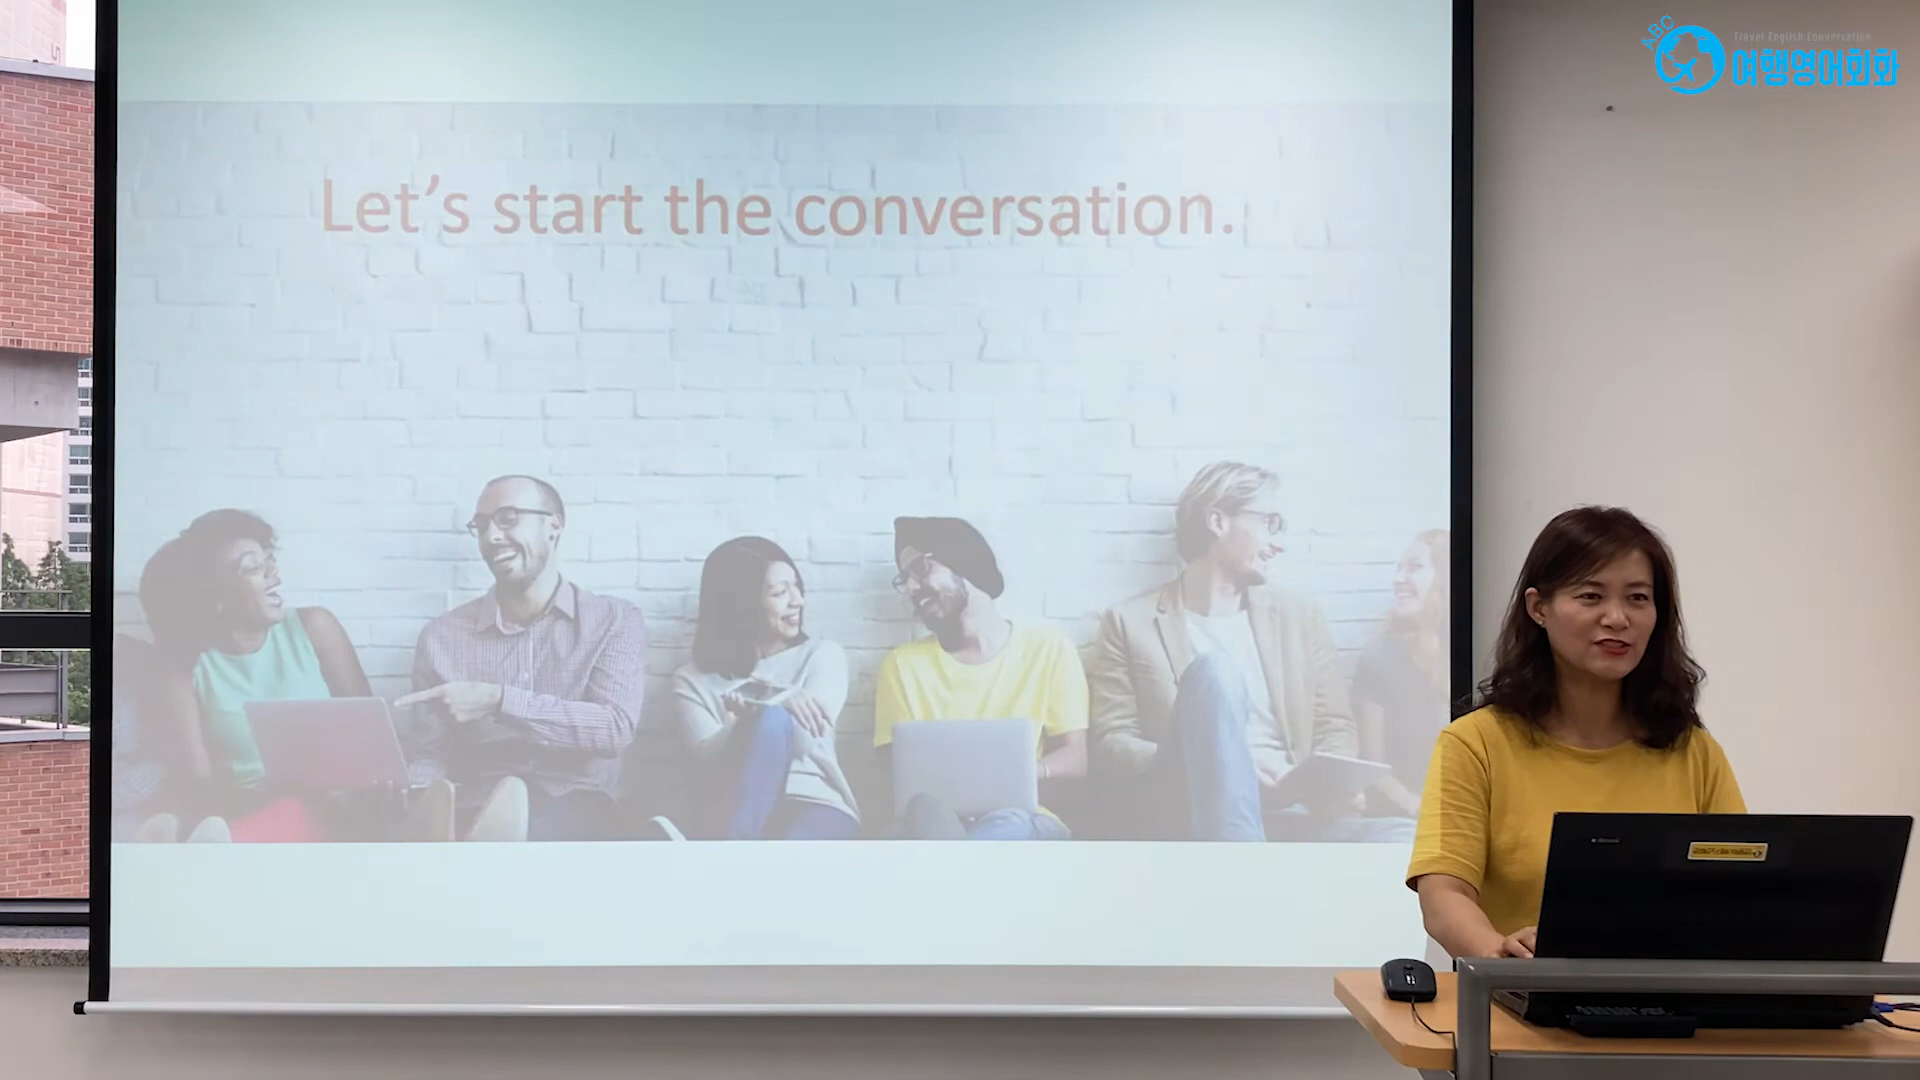 ABC
Travel English Conversation
여행영어회화
Let's start the conversation.